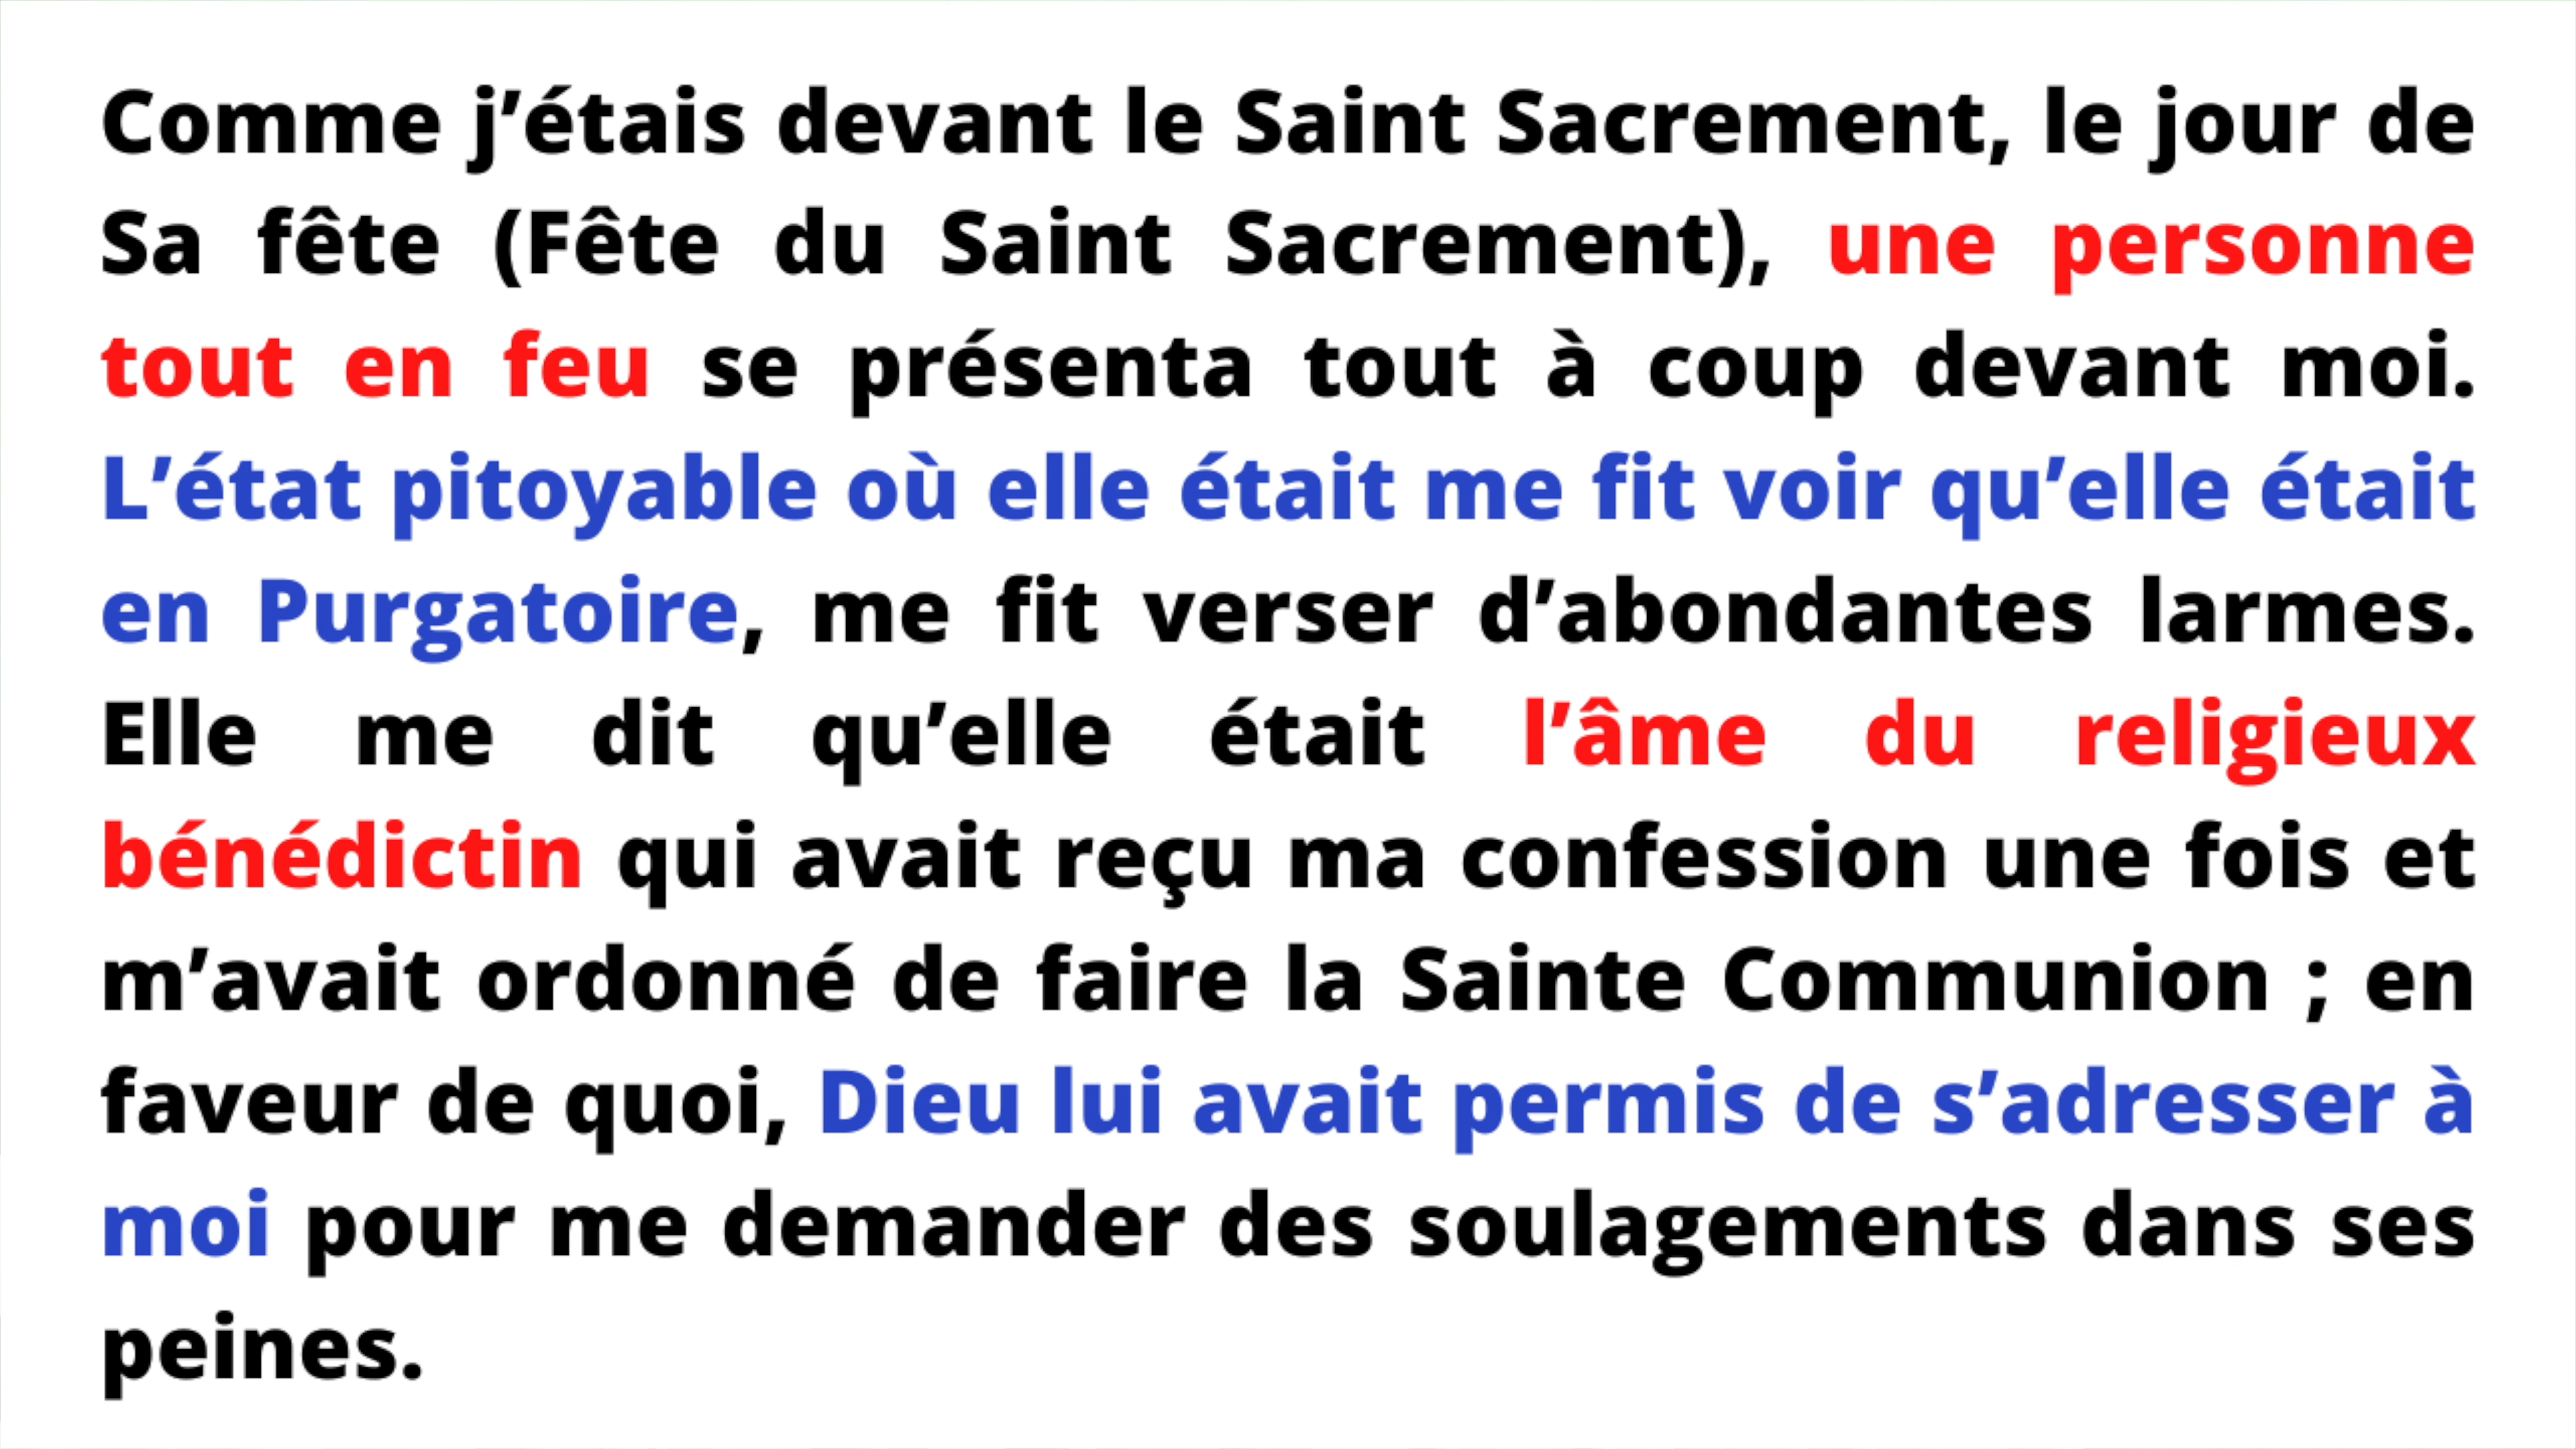 Comme j’étais devant le Saint Sacrement, le jour de
Sa fête (Fête du Saint Sacrement), une personne
tout en feu se présenta tout à coup devant moi.
L’état pitoyable où elle était me fit voir qu’elle était
en Purgatoire, me fit verser d’abondantes larmes.
Elle me dit qu’elle était l’âme du religieux
bénédictin qui avait reçu ma confession une fois et
m’avait ordonné de faire la Sainte Communion ; en
faveur de quoi, Dieu lui avait permis de s’adresser à
moi pour me demander des soulagements dans ses
peines.